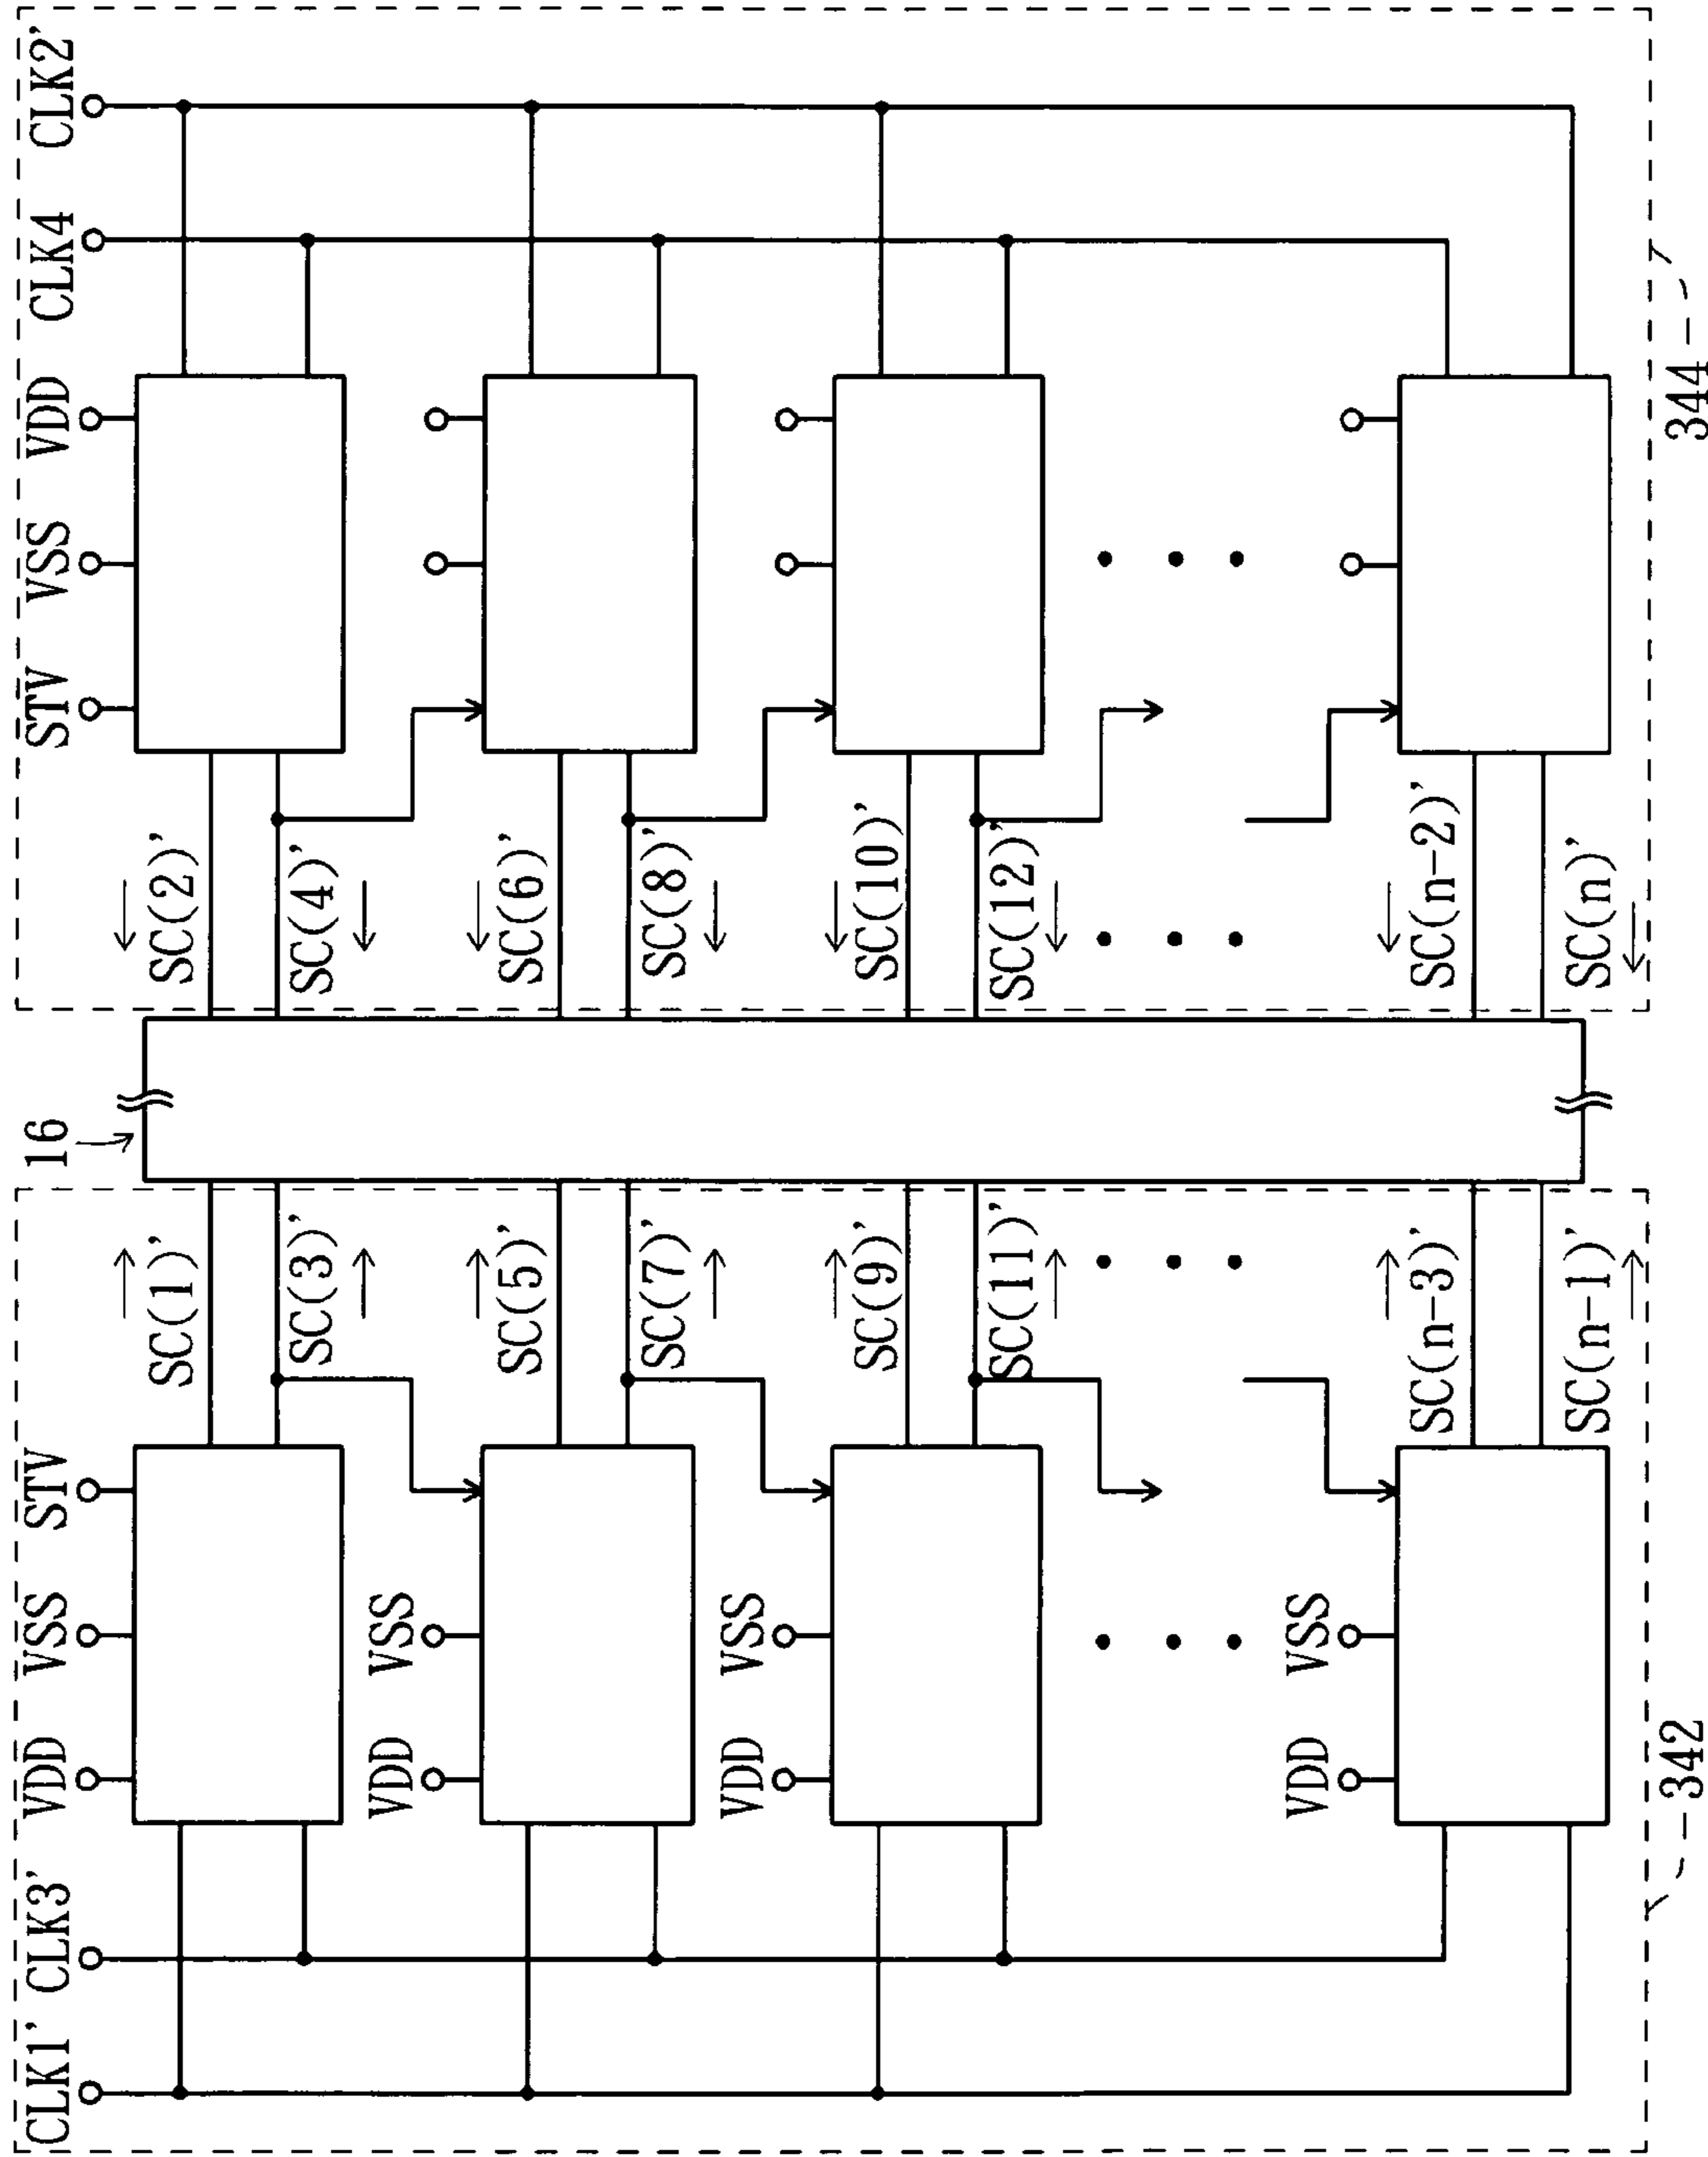 CLK1' CLK3' VDD VSS STV
16
STV VSS VDD CLK4 CLK2'
SC(1)'
SC(2)'
SC(3)'
SC(4)'
VDD VSS
SC(5)'
SC(6)'
SC(7)'
SC(8)'
VDD VSS
SC(9)'
SC(10)'
SC(11)'
SC(12)'
VDD VSS
SC(n-3)'
SC(n-2)'
SC(n-1)'
SC(n)'
342
344